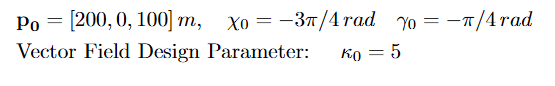 p₀ = [200, 0, 100] m, χ₀ = −3π/4 rad γ₀ = −π/4 rad
Vector Field Design Parameter: κ₀ = 5